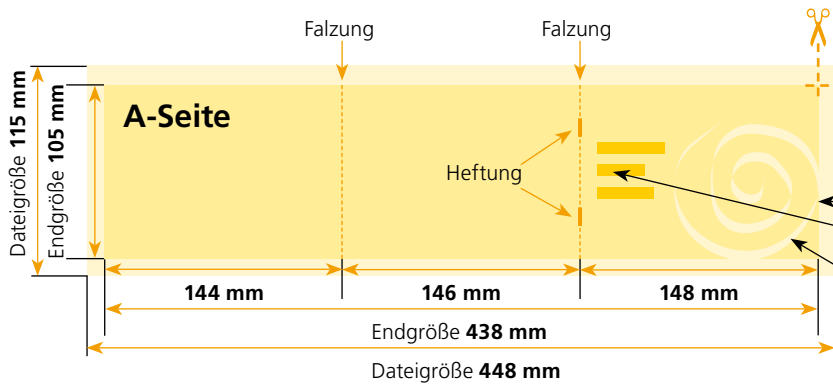 Falzung
Falzung
A-Seite
Dateigröße 115 mm
Endgröße 105 mm
Heftung
144 mm
146 mm
148 mm
Endgröße 438 mm
Dateigröße 448 mm